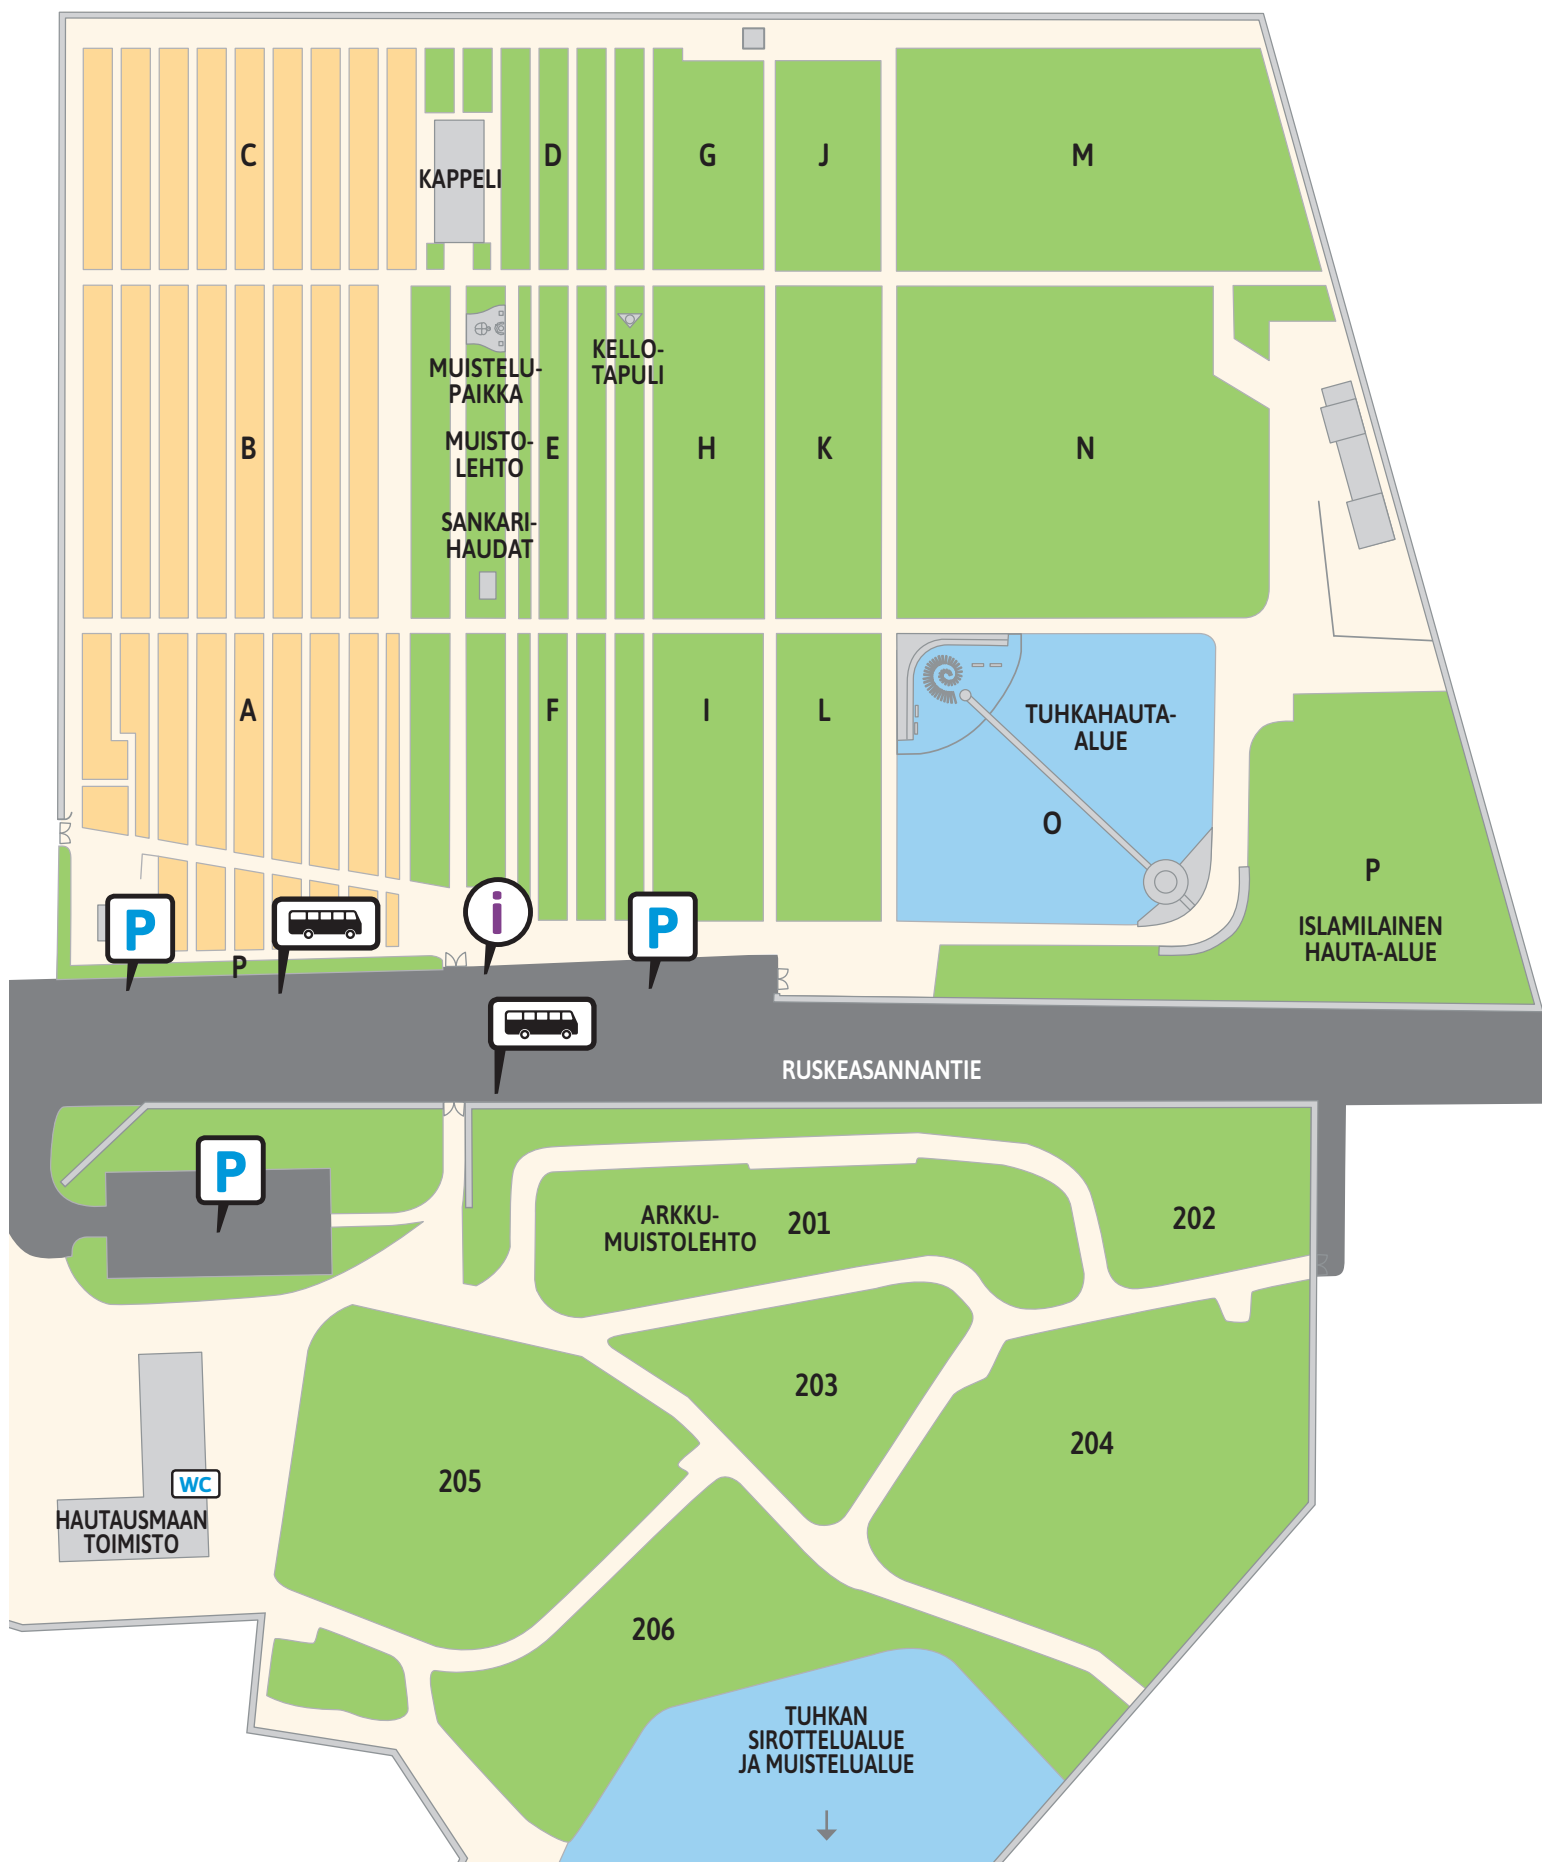 C
KAPPELI
D
G
J
M
B
MUISTELU-
PAIKKA
MUISTO-
LEHTO
SANKARI-
HAUDAT
E
KELLO-
TAPULI
H
K
N
A
F
I
L
TUHKAHAUTA-
ALUE
O
P
ISLAMILAINEN
HAUTA-ALUE
P
i
P
P
RUSKEASANNANTIE
P
ARKKU-
MUISTOLEHTO
201
202
203
204
205
WC
HAUTAUSMAAN
TOIMISTO
206
TUHKAN
SIROTTELUALUE
JA MUISTELUALUE